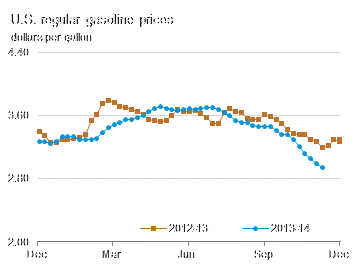 U.S. regular gasoline prices
dollars per gallon
4.40
3.60
2.80
2.00
Dec Mar Jun Sep Dec
2012-13 2013-14